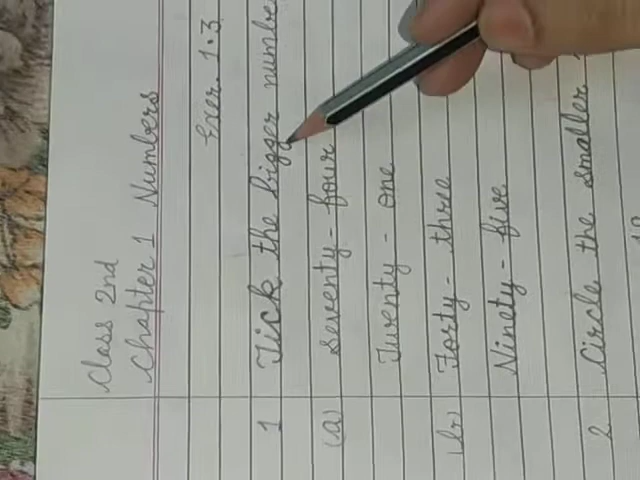 Class 2nd
Chapter 1 Numbers
Exer. 1.3
1 Tick the bigger numbe
(a) Seventy-four
Twenty - one
(b) Forty - three
Ninety - five
2 Circle the smaller